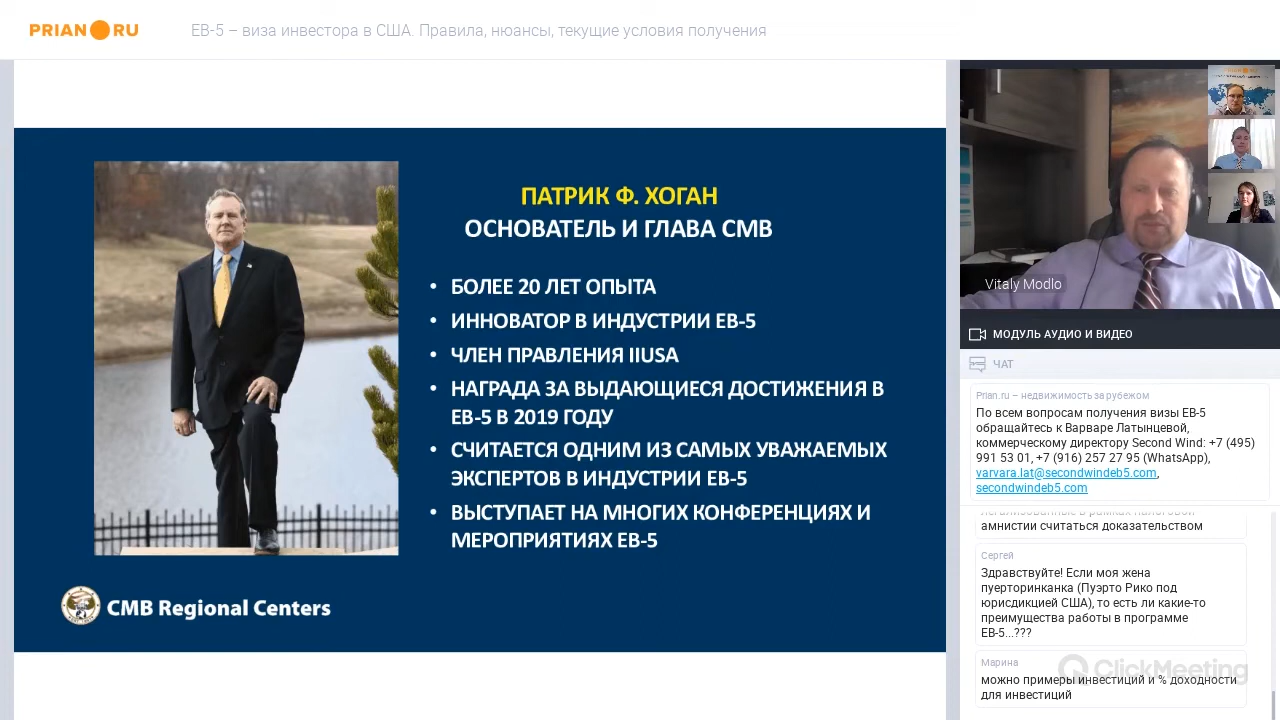 PRIAN RU
EB-5 – виза инвестора в США. Правила, нюансы, текущие условия получения
ПАТРИК Ф. ХОГАН
ОСНОВАТЕЛЬ И ГЛАВА CMB
• БОЛЕЕ 20 ЛЕТ ОПЫТА
• ИННОВАТОР В ИНДУСТРИИ EB-5
• ЧЛЕН ПРАВЛЕНИЯ IIUSA
• НАГРАДА ЗА ВЫДАЮЩИЕСЯ ДОСТИЖЕНИЯ В
EB-5 В 2019 ГОДУ
• СЧИТАЕТСЯ ОДНИМ ИЗ САМЫХ УВАЖАЕМЫХ
ЭКСПЕРТОВ В ИНДУСТРИИ EB-5
• ВЫСТУПАЕТ НА МНОГИХ КОНФЕРЕНЦИЯХ И
МЕРОПРИЯТИЯХ EB-5
CMB Regional Centers
Vitaly Modlo
МОДУЛЬ АУДИО И ВИДЕО
ЧАТ
Prian.ru – недвижимость за рубежом
По всем вопросам получения визы EB-5
обращайтесь к Варваре Латынцевой,
коммерческому директору Second Wind: +7 (495)
991 53 01, +7 (916) 257 27 95 (WhatsApp),
varvara.lat@secondwindeb5.com,
secondwindeb5.com
легализованные в рамках налоговой
амнистии считаться доказательством
Сергей
Здравствуйте! Если моя жена
пуерторинканка (Пуэрто Рико под
юрисдикцией США), то есть ли какие-то
преимущества работы в программе
EB-5...???
Марина
можно примеры инвестиций и % доходности
для инвестиций
ClickMeeting